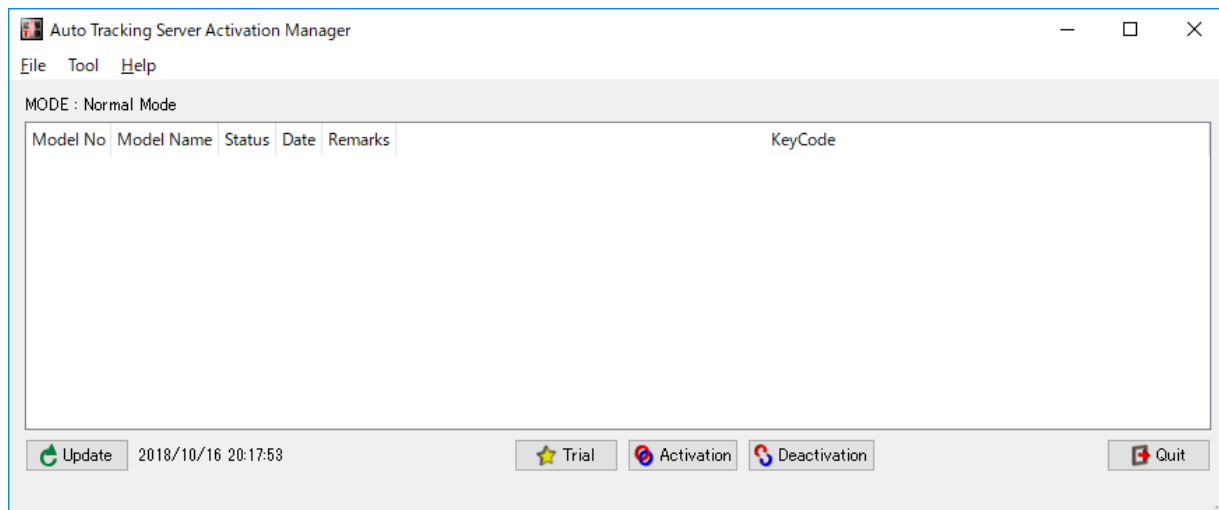 Auto Tracking Server Activation Manager
File Tool Help
MODE : Normal Mode
Model No Model Name Status Date Remarks KeyCode
Update 2018/10/16 20:17:53 Trial Activation Deactivation Quit